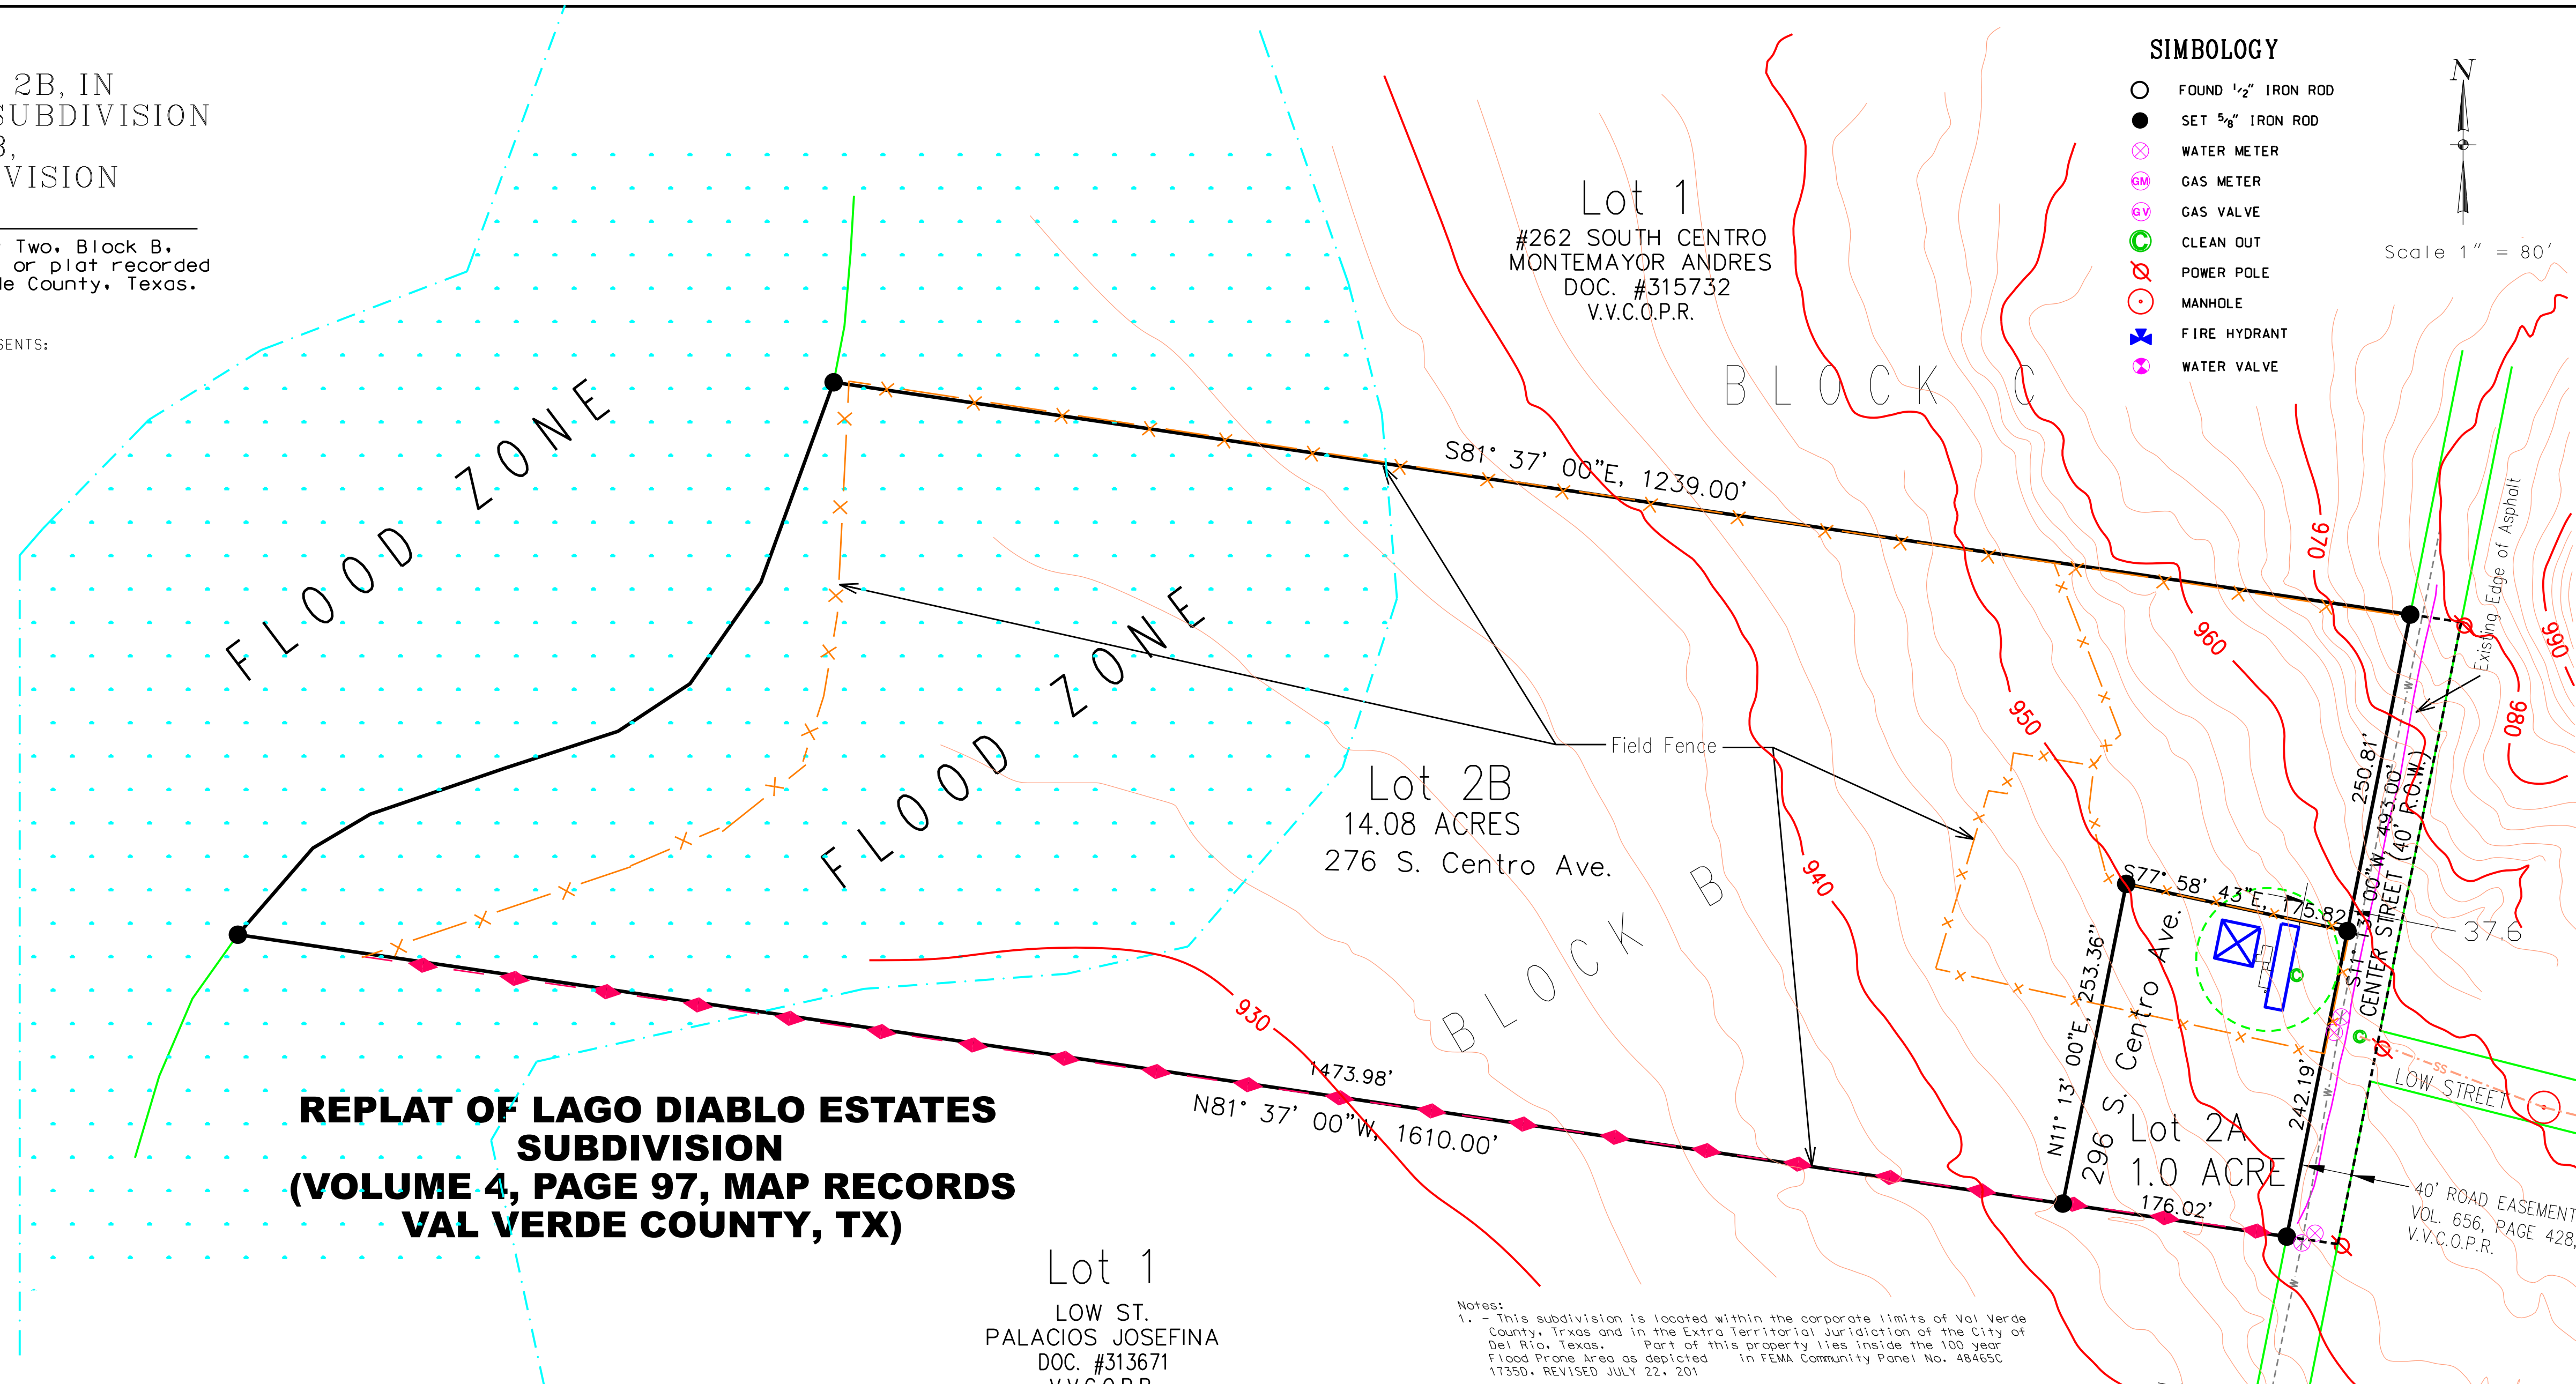 2B, IN
SUBDIVISION
B,
VISION
Two, Block B,
or plat recorded
County, Texas.
SENTS:
FLOOD ZONE
FLOOD ZONE
Lot 1
#262 SOUTH CENTRO
MONTEMAYOR ANDRES
DOC. #315732
V.V.C.O.P.R.
BLOCK C
SIMBOLOGY
FOUND 1/2" IRON ROD
SET 5/8" IRON ROD
WATER METER
GM GAS METER
GV GAS VALVE
C CLEAN OUT
POWER POLE
MANHOLE
FIRE HYDRANT
WATER VALVE
N
Scale 1" = 80'
S81° 37' 00"E, 1239.00'
970
Existing Edge of Asphalt
960
990
980
950
Field Fence
Lot 2B
14.08 ACRES
276 S. Centro Ave.
BLOCK B
940
930
250.81'
S11° 13' 00"W, 493.00'
CENTER STREET (40' R.O.W.)
S77° 58' 43"E, 175.82
37.6
N11° 13' 00"E, 253.36"
296 S. Centro Ave.
Lot 2A
1.0 ACRE
242.19'
176.02'
W
W
W
SS
C
C
LOW STREET
40' ROAD EASEMENT
VOL. 656, PAGE 428,
V.V.C.O.P.R.
1473.98'
N81° 37' 00"W, 1610.00'
REPLAT OF LAGO DIABLO ESTATES
SUBDIVISION
(VOLUME 4, PAGE 97, MAP RECORDS
VAL VERDE COUNTY, TX)
Lot 1
LOW ST.
PALACIOS JOSEFINA
DOC. #313671
V.V.C.O.P.R.
Notes:
1. - This subdivision is located within the corporate limits of Val Verde
County, Trxas and in the Extra Territorial Juridiction of the City of
Del Rio, Texas. Part of this property lies inside the 100 year
Flood Prone Area as depicted in FEMA Community Panel No. 48465C
1735D, REVISED JULY 22, 201